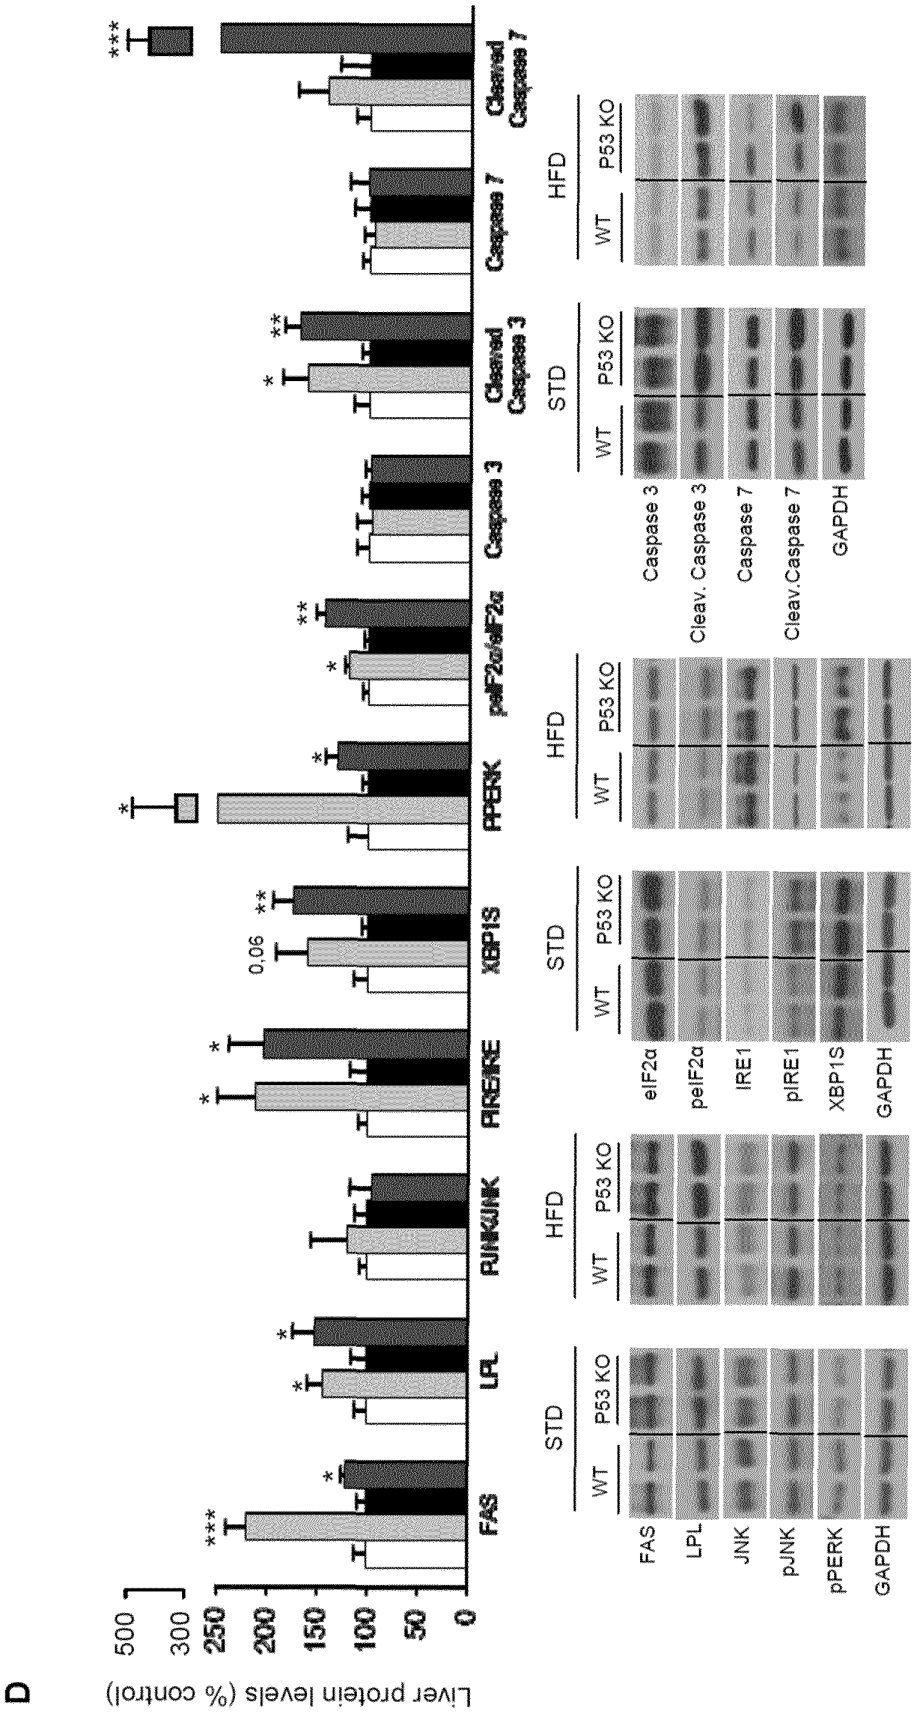 D
Liver protein levels (% control)
500
300
250
200
150
100
50
0
***
*
FAS
*
*
LPL
PJNK/JNK
*
*
PIRE/IRE
0,06
**
XBP1S
*
*
PPERK
*
**
peIF2α/eIF2α
Caspase 3
*
**
Cleaved
Caspase 3
Caspase 7
***
Cleaved
Caspase 7
STD
HFD
WT
P53 KO
WT
P53 KO
FAS
LPL
JNK
pJNK
pPERK
GAPDH
STD
HFD
WT
P53 KO
WT
P53 KO
eIF2α
peIF2α
IRE1
pIRE1
XBP1S
GAPDH
STD
HFD
WT
P53 KO
WT
P53 KO
Caspase 3
Cleav. Caspase 3
Caspase 7
Cleav.Caspase 7
GAPDH